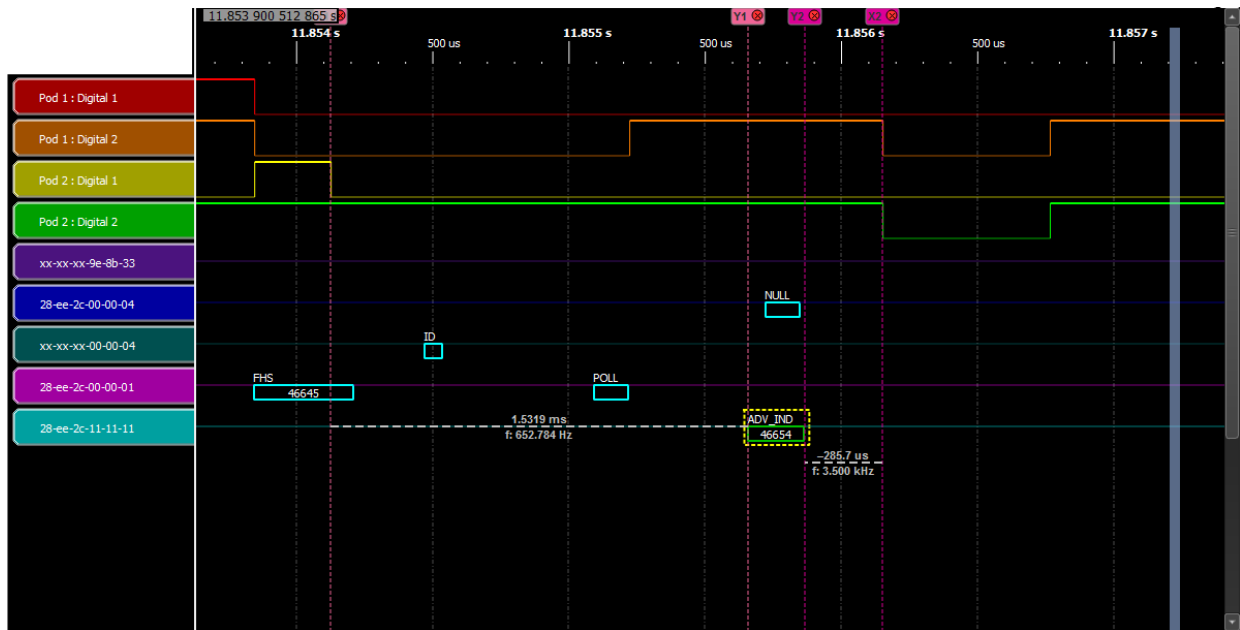 11.853 900 512 865 s
Y1
Y2
X2
11.854 s
500 us
11.855 s
500 us
11.856 s
500 us
11.857 s
Pod 1 : Digital 1
Pod 1 : Digital 2
Pod 2 : Digital 1
Pod 2 : Digital 2
xx-xx-xx-9e-8b-33
28-ee-2c-00-00-04
NULL
xx-xx-xx-00-00-04
ID
28-ee-2c-00-00-01
FHS
46645
POLL
28-ee-2c-11-11-11
1.5319 ms
f: 652.784 Hz
ADV_IND
46654
-285.7 us
f: 3.500 kHz